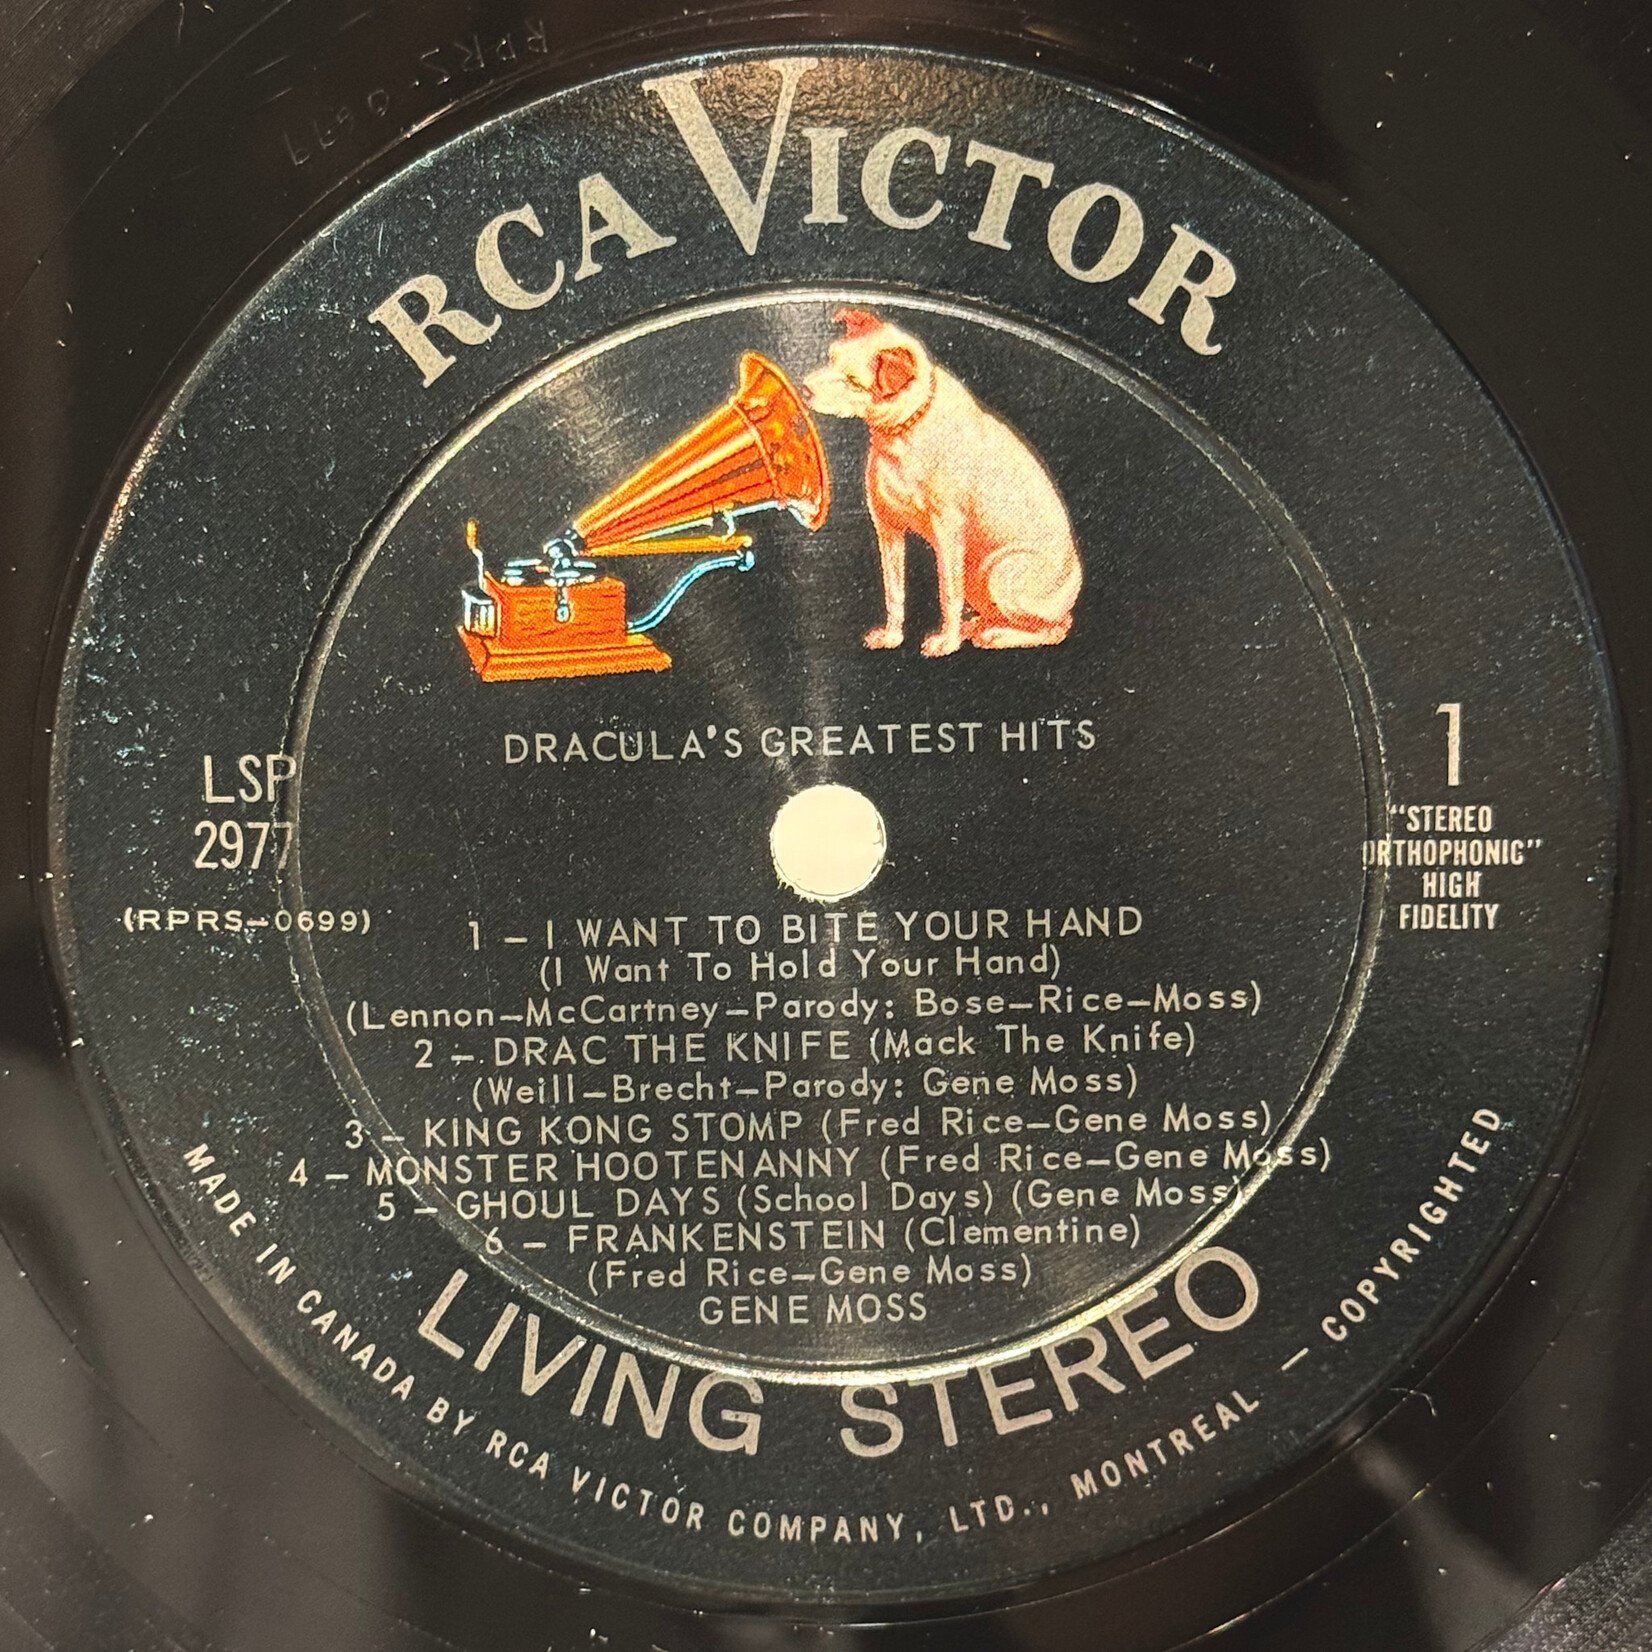 RPRS 0699
RCA VICTOR
DRACULA'S GREATEST HITS
LSP
2977
(RPRS-0699)
1
"STEREO
ORTHOPHONIC"
HIGH
FIDELITY
1 - I WANT TO BITE YOUR HAND
(I Want To Hold Your Hand)
(Lennon-McCartney-Parody: Bose-Rice-Moss)
2 - DRAC THE KNIFE (Mack The Knife)
(Weill-Brecht-Parody: Gene Moss)
3 - KING KONG STOMP (Fred Rice-Gene Moss)
4 - MONSTER HOOTENANNY (Fred Rice-Gene Moss)
5 - GHOUL DAYS (School Days) (Gene Moss)
6 - FRANKENSTEIN (Clementine)
(Fred Rice-Gene Moss)
GENE MOSS
LIVING STEREO
MADE IN CANADA BY RCA VICTOR COMPANY, LTD., MONTREAL - COPYRIGHTED